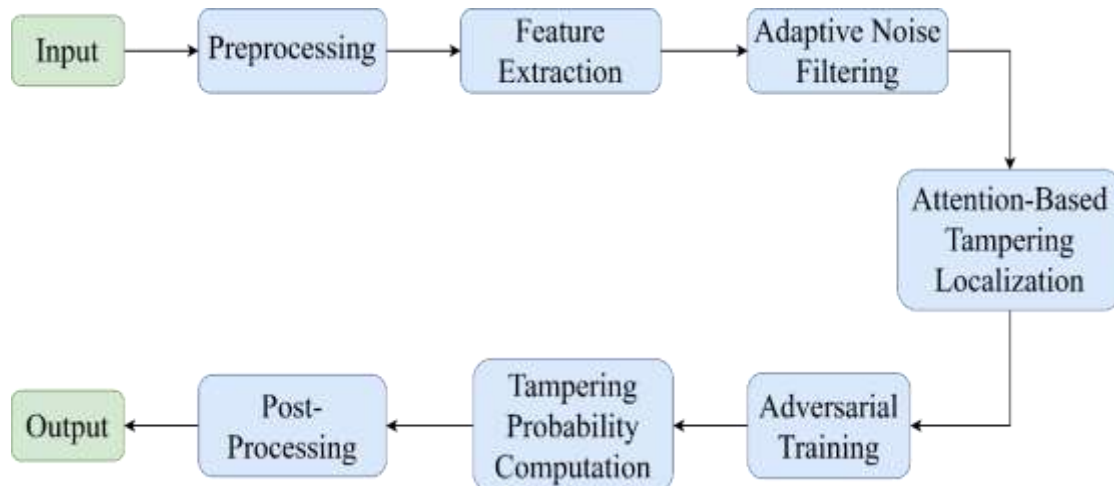 Input
Preprocessing
Feature
Extraction
Adaptive Noise
Filtering
Attention-Based
Tampering
Localization
Adversarial
Training
Tampering
Probability
Computation
Post-
Processing
Output